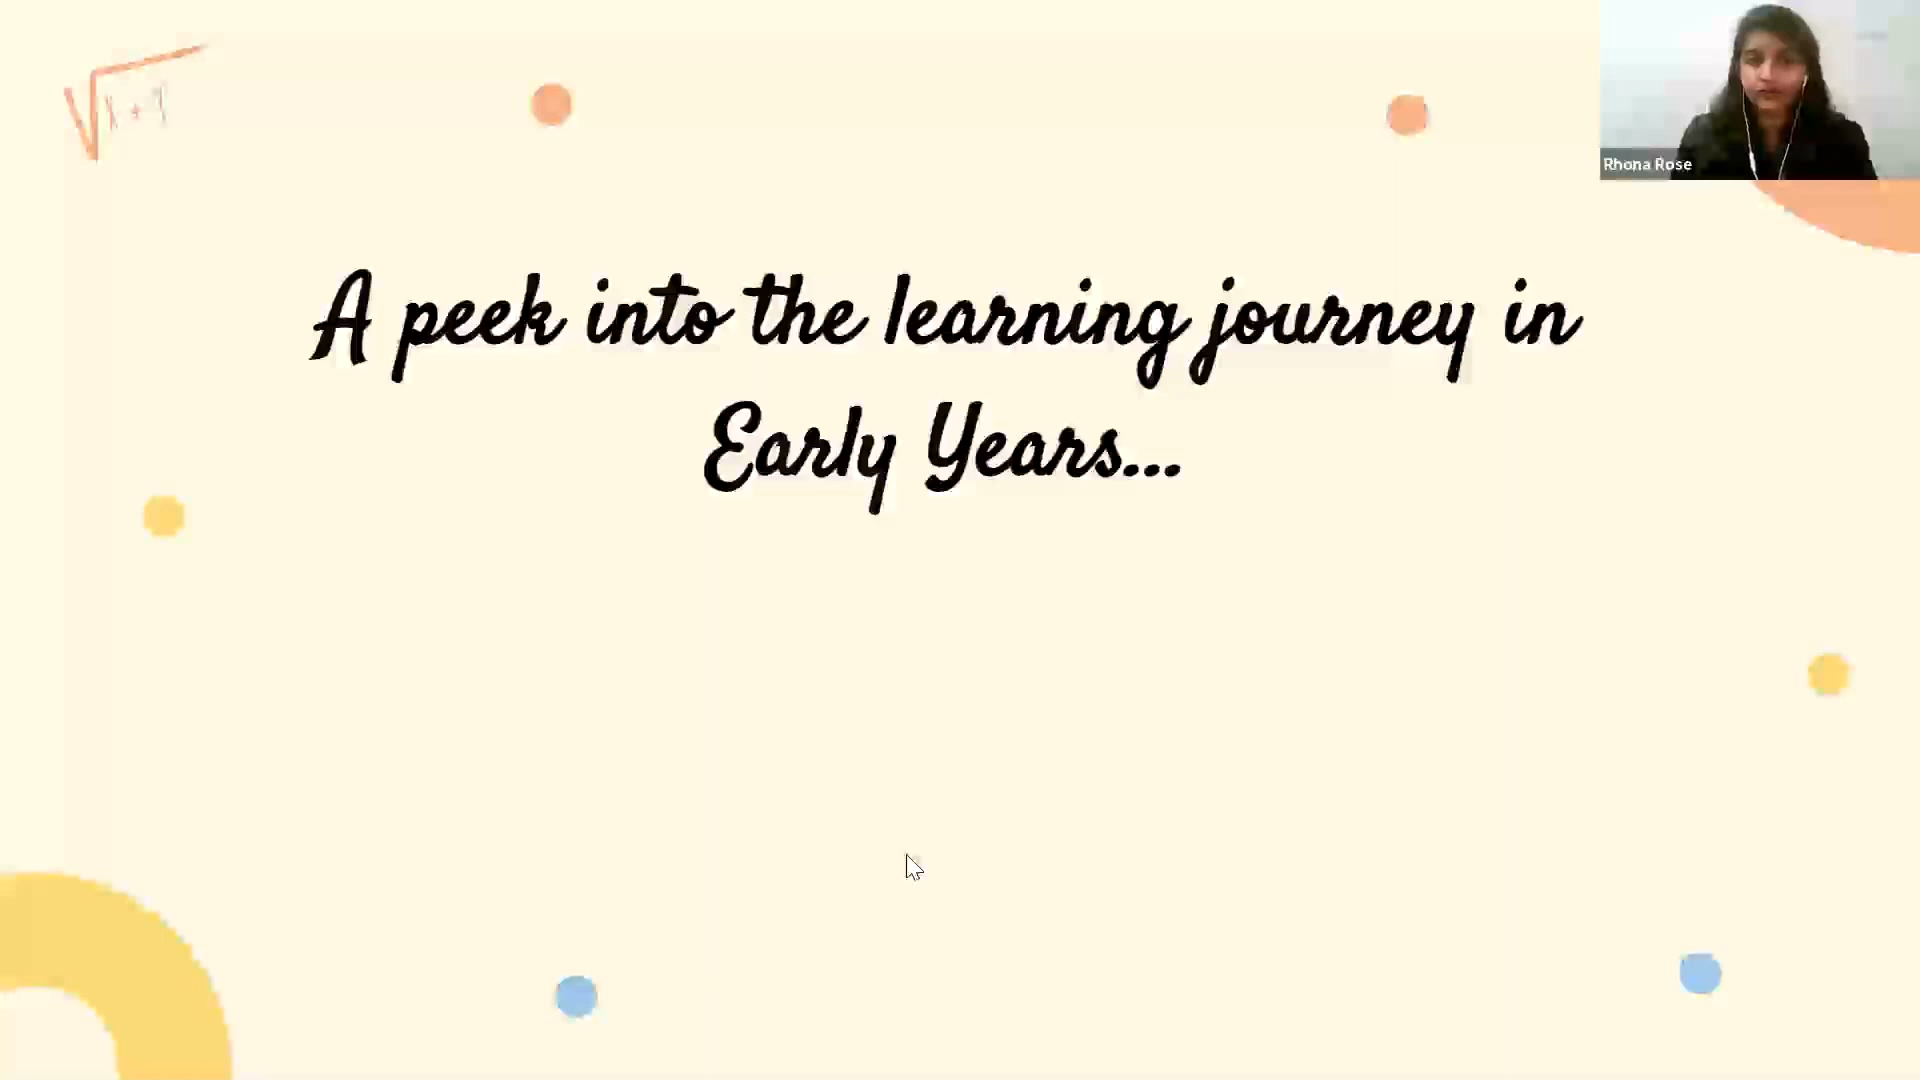 Rhona Rose
A peek into the learning journey in
Early Years...